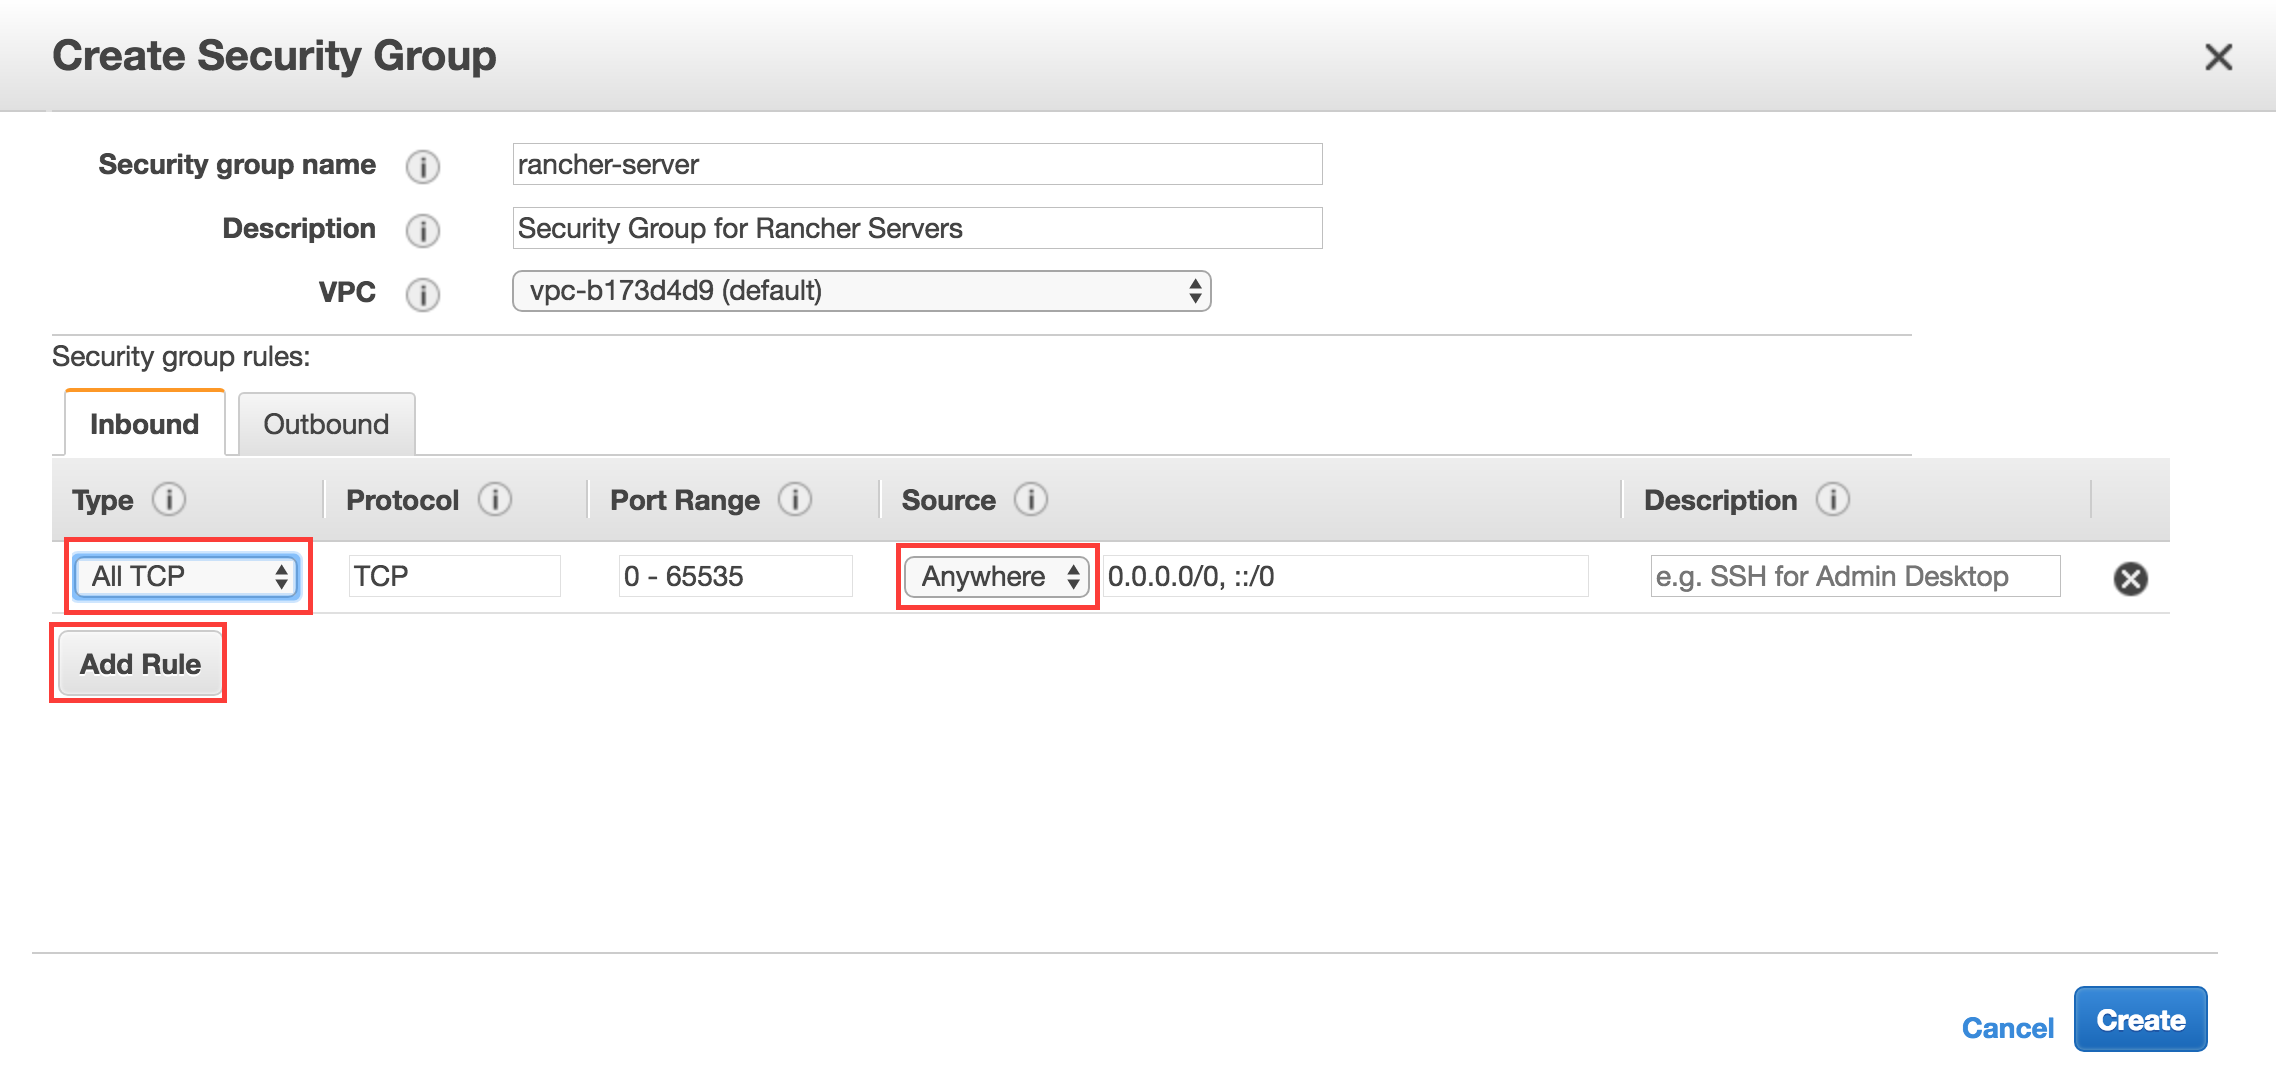 Create Security Group
Security group name rancher-server
Description Security Group for Rancher Servers
VPC vpc-b173d4d9 (default)
Security group rules:
Inbound Outbound
Type Protocol Port Range Source Description
All TCP TCP 0 - 65535 Anywhere 0.0.0.0/0, ::/0 e.g. SSH for Admin Desktop
Add Rule
Cancel Create